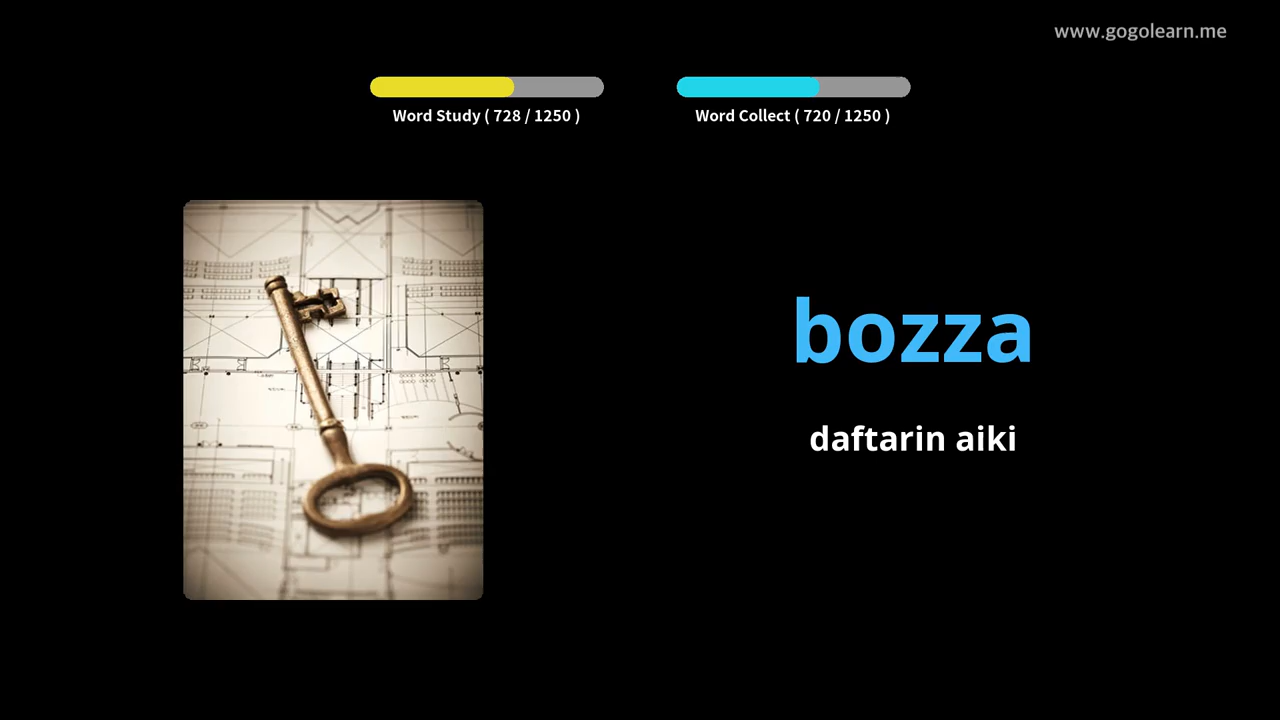 www.gogolearn.me
Word Study ( 728 / 1250 )
Word Collect ( 720 / 1250 )
bozza
daftarin aiki